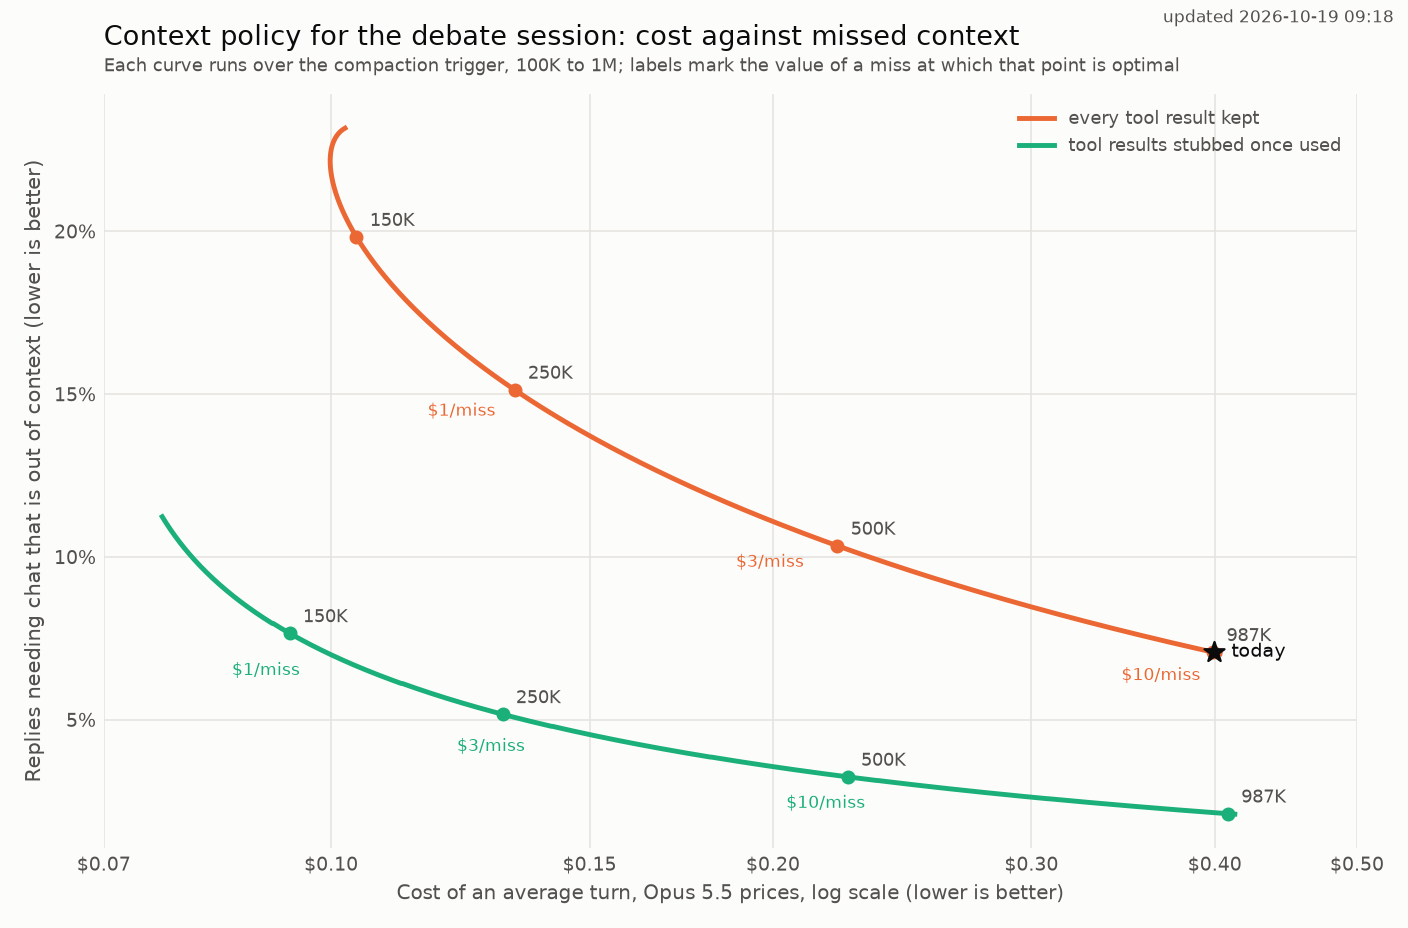 updated 2026-10-19 09:18
Context policy for the debate session: cost against missed context
Each curve runs over the compaction trigger, 100K to 1M; labels mark the value of a miss at which that point is optimal
every tool result kept
tool results stubbed once used
Replies needing chat that is out of context (lower is better)
20%
15%
10%
5%
150K
250K
$1/miss
500K
$3/miss
987K
today
$10/miss
150K
$1/miss
250K
$3/miss
500K
$10/miss
987K
$0.07
$0.10
$0.15
$0.20
$0.30
$0.40
$0.50
Cost of an average turn, Opus 5.5 prices, log scale (lower is better)